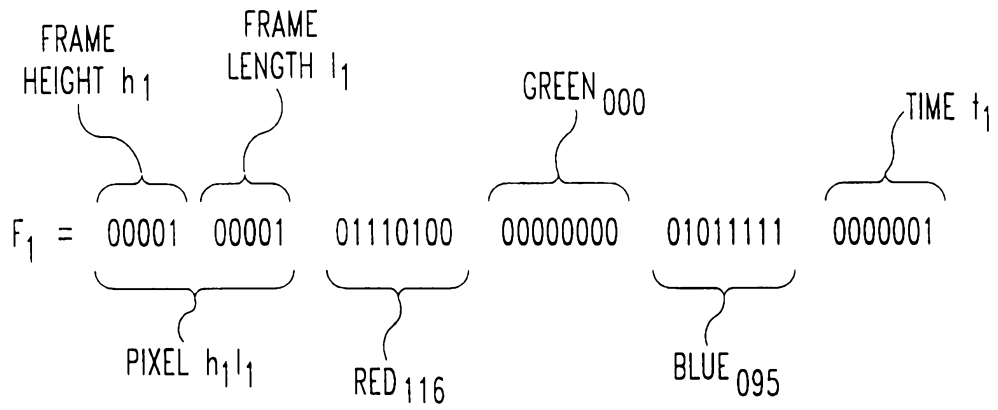 FRAME
HEIGHT h1
FRAME
LENGTH l1
GREEN000
TIME t1
F1 = 00001 00001 01110100 00000000 01011111 0000001
PIXEL h1l1
RED116
BLUE095